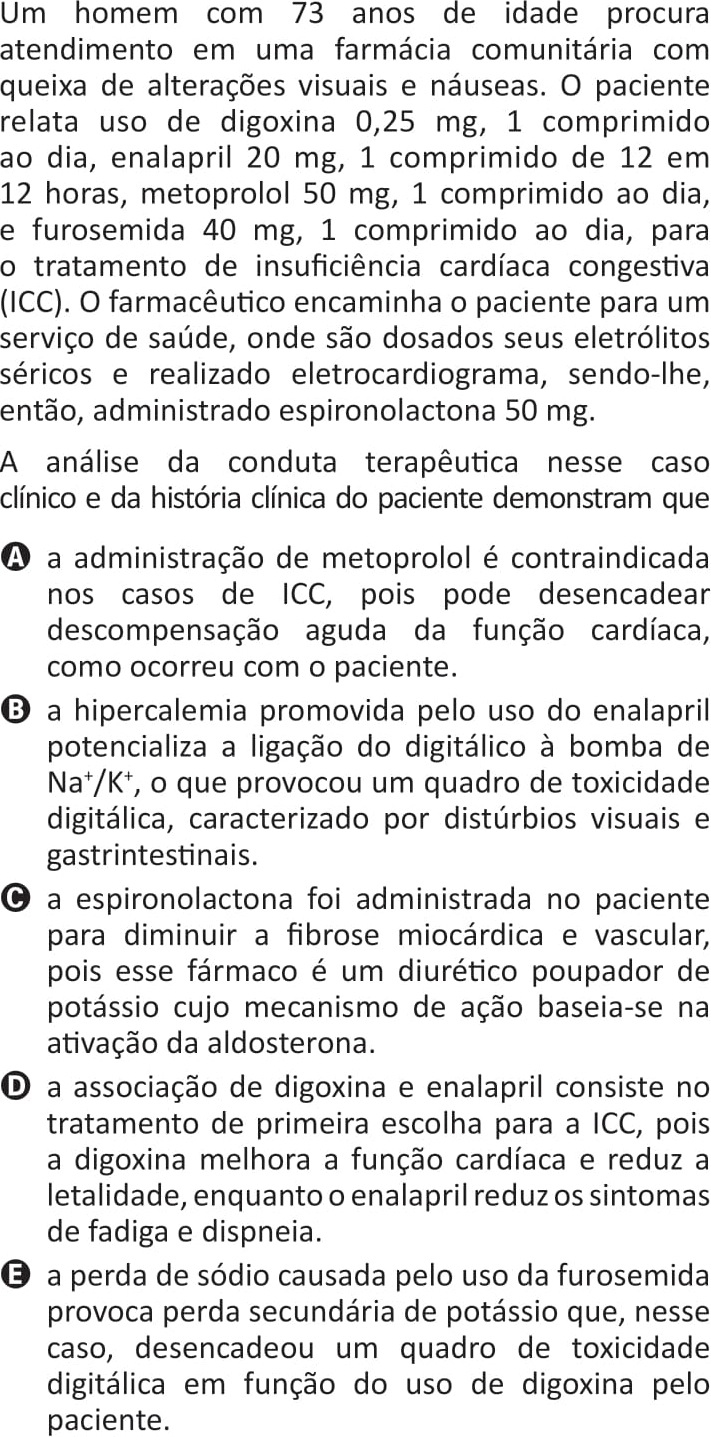 Um homem com 73 anos de idade procura
atendimento em uma farmácia comunitária com
queixa de alterações visuais e náuseas. O paciente
relata uso de digoxina 0,25 mg, 1 comprimido
ao dia, enalapril 20 mg, 1 comprimido de 12 em
12 horas, metoprolol 50 mg, 1 comprimido ao dia,
e furosemida 40 mg, 1 comprimido ao dia, para
o tratamento de insuficiência cardíaca congestiva
(ICC). O farmacêutico encaminha o paciente para um
serviço de saúde, onde são dosados seus eletrólitos
séricos e realizado eletrocardiograma, sendo-lhe,
então, administrado espironolactona 50 mg.
A análise da conduta terapêutica nesse caso
clínico e da história clínica do paciente demonstram que
A a administração de metoprolol é contraindicada
nos casos de ICC, pois pode desencadear
descompensação aguda da função cardíaca,
como ocorreu com o paciente.
B a hipercalemia promovida pelo uso do enalapril
potencializa a ligação do digitálico à bomba de
Na⁺/K⁺, o que provocou um quadro de toxicidade
digitálica, caracterizado por distúrbios visuais e
gastrintestinais.
C a espironolactona foi administrada no paciente
para diminuir a fibrose miocárdica e vascular,
pois esse fármaco é um diurético poupador de
potássio cujo mecanismo de ação baseia-se na
ativação da aldosterona.
D a associação de digoxina e enalapril consiste no
tratamento de primeira escolha para a ICC, pois
a digoxina melhora a função cardíaca e reduz a
letalidade, enquanto o enalapril reduz os sintomas
de fadiga e dispneia.
E a perda de sódio causada pelo uso da furosemida
provoca perda secundária de potássio que, nesse
caso, desencadeou um quadro de toxicidade
digitálica em função do uso de digoxina pelo
paciente.